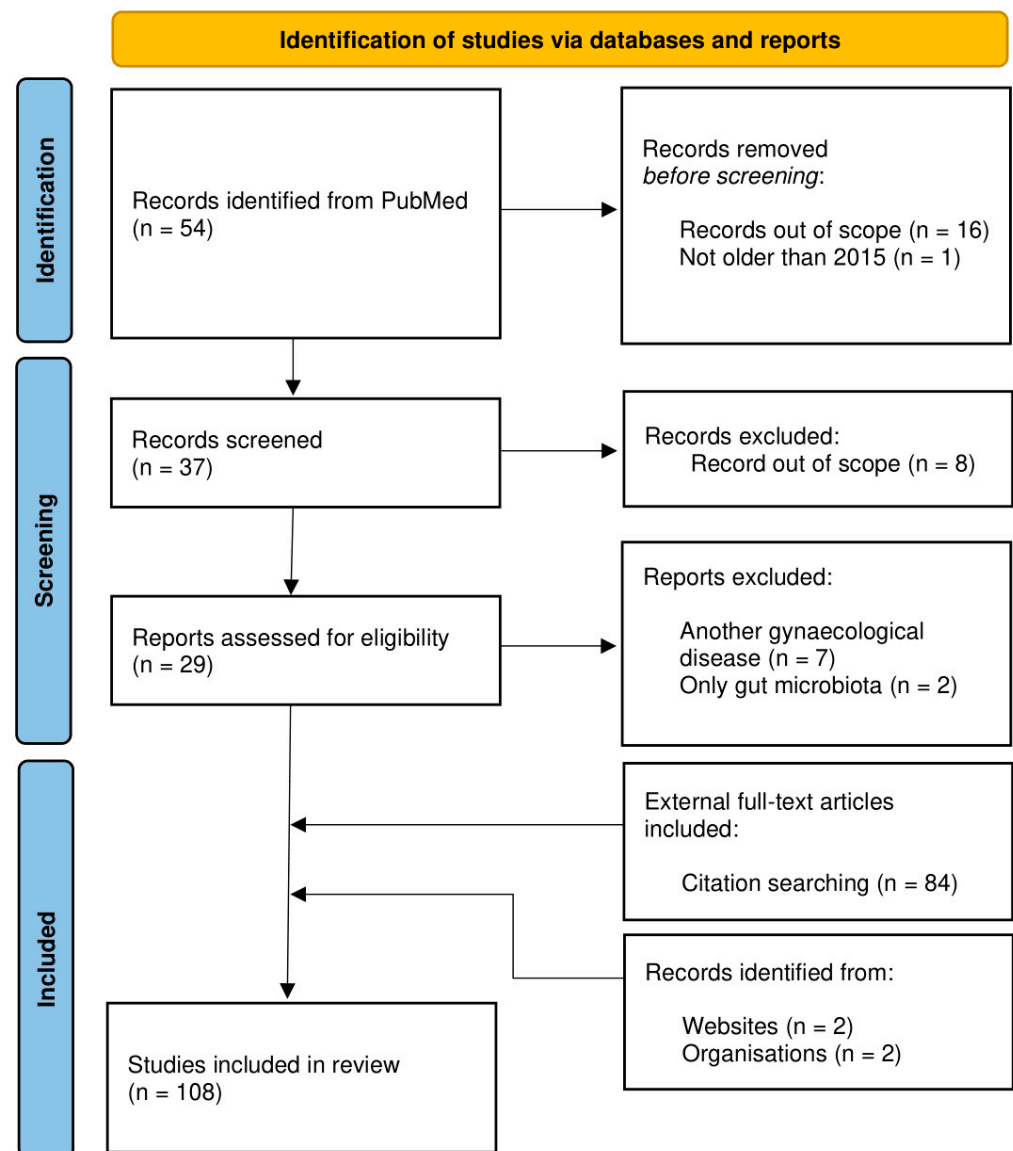 Identification of studies via databases and reports
Identification
Records identified from PubMed
(n = 54)
Records removed
before screening:
Records out of scope (n = 16)
Not older than 2015 (n = 1)
Screening
Records screened
(n = 37)
Records excluded:
Record out of scope (n = 8)
Reports assessed for eligibility
(n = 29)
Reports excluded:
Another gynaecological
disease (n = 7)
Only gut microbiota (n = 2)
Included
External full-text articles
included:
Citation searching (n = 84)
Records identified from:
Websites (n = 2)
Organisations (n = 2)
Studies included in review
(n = 108)